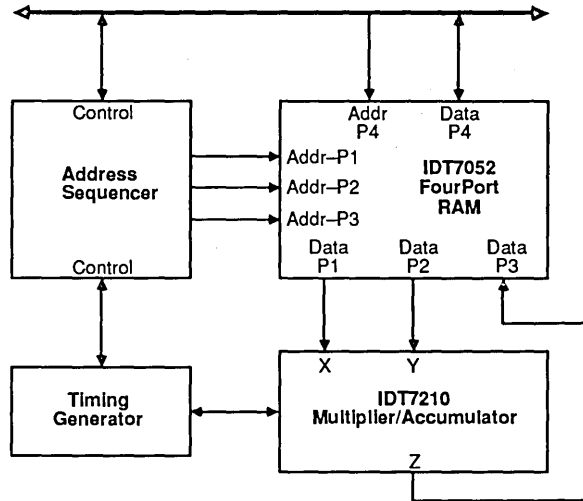 Control
Address
Sequencer
Control
Addr
P4
Data
P4
Addr–P1
Addr–P2
Addr–P3
IDT7052
FourPort
RAM
Data
P1
Data
P2
Data
P3
Timing
Generator
X
Y
IDT7210
Multiplier/Accumulator
Z